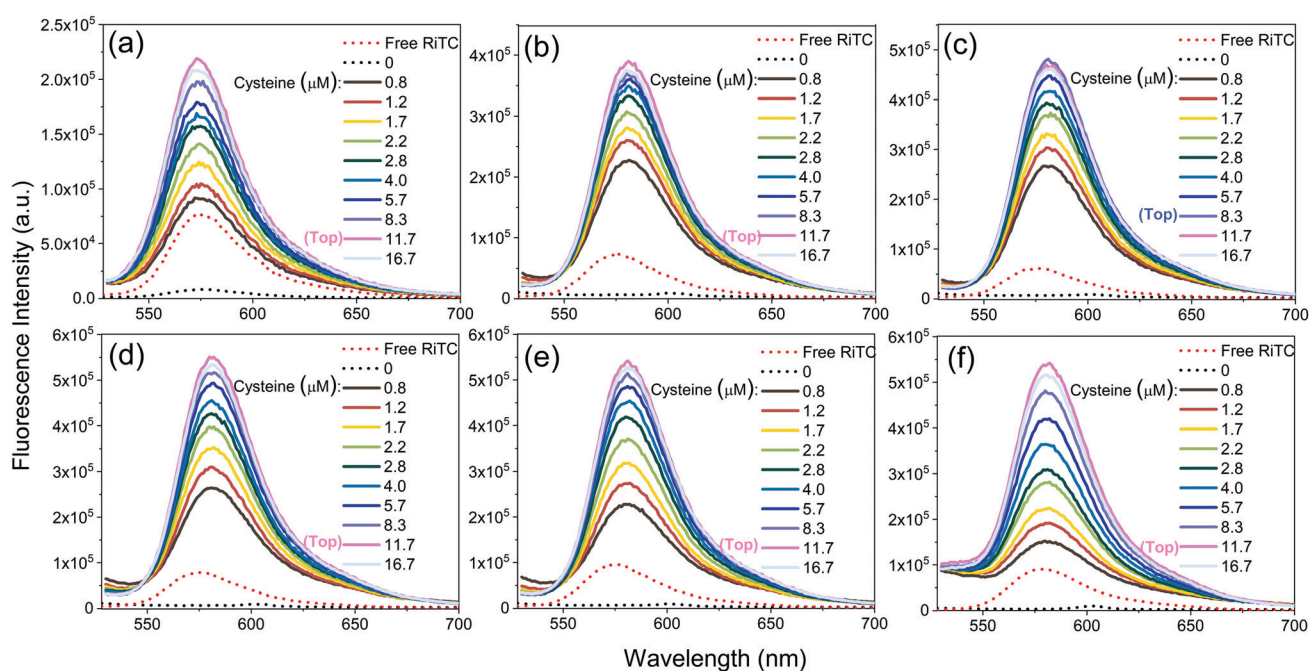 Fluorescence Intensity (a.u.)
(a)
2.5x10⁵
2.0x10⁵
1.5x10⁵
1.0x10⁵
5.0x10⁴
0.0
550
600
650
700
Free RiTC
0
Cysteine (μM):
0.8
1.2
1.7
2.2
2.8
4.0
5.7
8.3
(Top)
11.7
16.7
(b)
4x10⁵
3x10⁵
2x10⁵
1x10⁵
0
550
600
650
700
Free RiTC
0
Cysteine (μM):
0.8
1.2
1.7
2.2
2.8
4.0
5.7
8.3
(Top)
11.7
16.7
(c)
5x10⁵
4x10⁵
3x10⁵
2x10⁵
1x10⁵
0
550
600
650
700
Free RiTC
0
Cysteine (μM):
0.8
1.2
1.7
2.2
2.8
4.0
5.7
(Top)
8.3
11.7
16.7
(d)
6x10⁵
5x10⁵
4x10⁵
3x10⁵
2x10⁵
1x10⁵
0
550
600
650
700
Free RiTC
0
Cysteine (μM):
0.8
1.2
1.7
2.2
2.8
4.0
5.7
8.3
(Top)
11.7
16.7
(e)
6x10⁵
5x10⁵
4x10⁵
3x10⁵
2x10⁵
1x10⁵
0
550
600
650
700
Free RiTC
0
Cysteine (μM):
0.8
1.2
1.7
2.2
2.8
4.0
5.7
8.3
(Top)
11.7
16.7
(f)
6x10⁵
5x10⁵
4x10⁵
3x10⁵
2x10⁵
1x10⁵
0
550
600
650
700
Free RiTC
0
Cysteine (μM):
0.8
1.2
1.7
2.2
2.8
4.0
5.7
8.3
(Top)
11.7
16.7
Wavelength (nm)